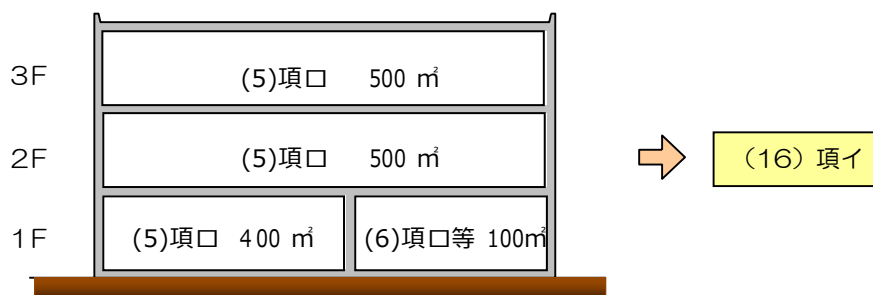 3F
(5)項ロ 500 ㎡
2F
(5)項ロ 500 ㎡
(16)項イ
1F
(5)項ロ 400 ㎡
(6)項ロ等 100㎡